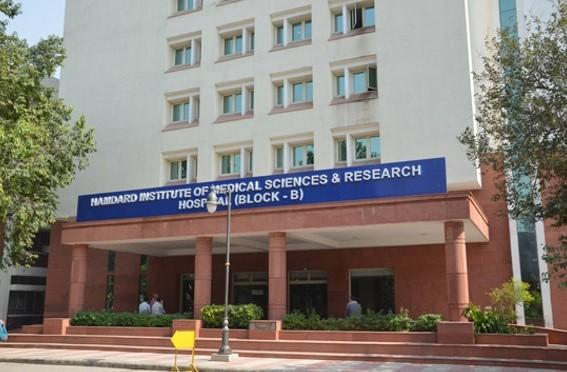 HAMDARD INSTITUTE OF MEDICAL SCIENCES & RESEARCH
HOSPITAL (BLOCK - B)